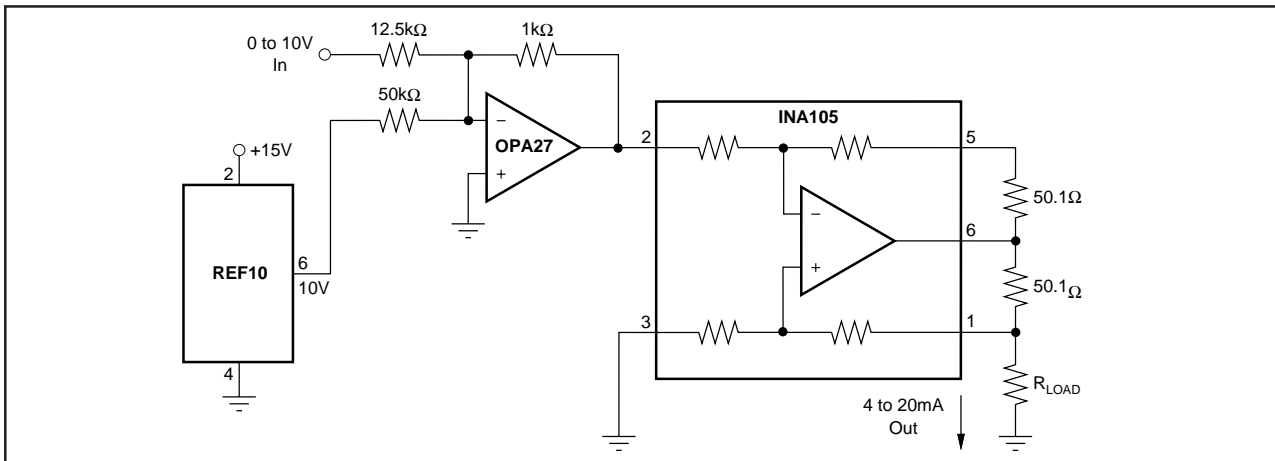 12.5kΩ
1kΩ
0 to 10V
In
50kΩ
INA105
2
5
OPA27
+15V
2
50.1Ω
6
REF10
6
10V
50.1Ω
3
1
4
R_LOAD
4 to 20mA
Out